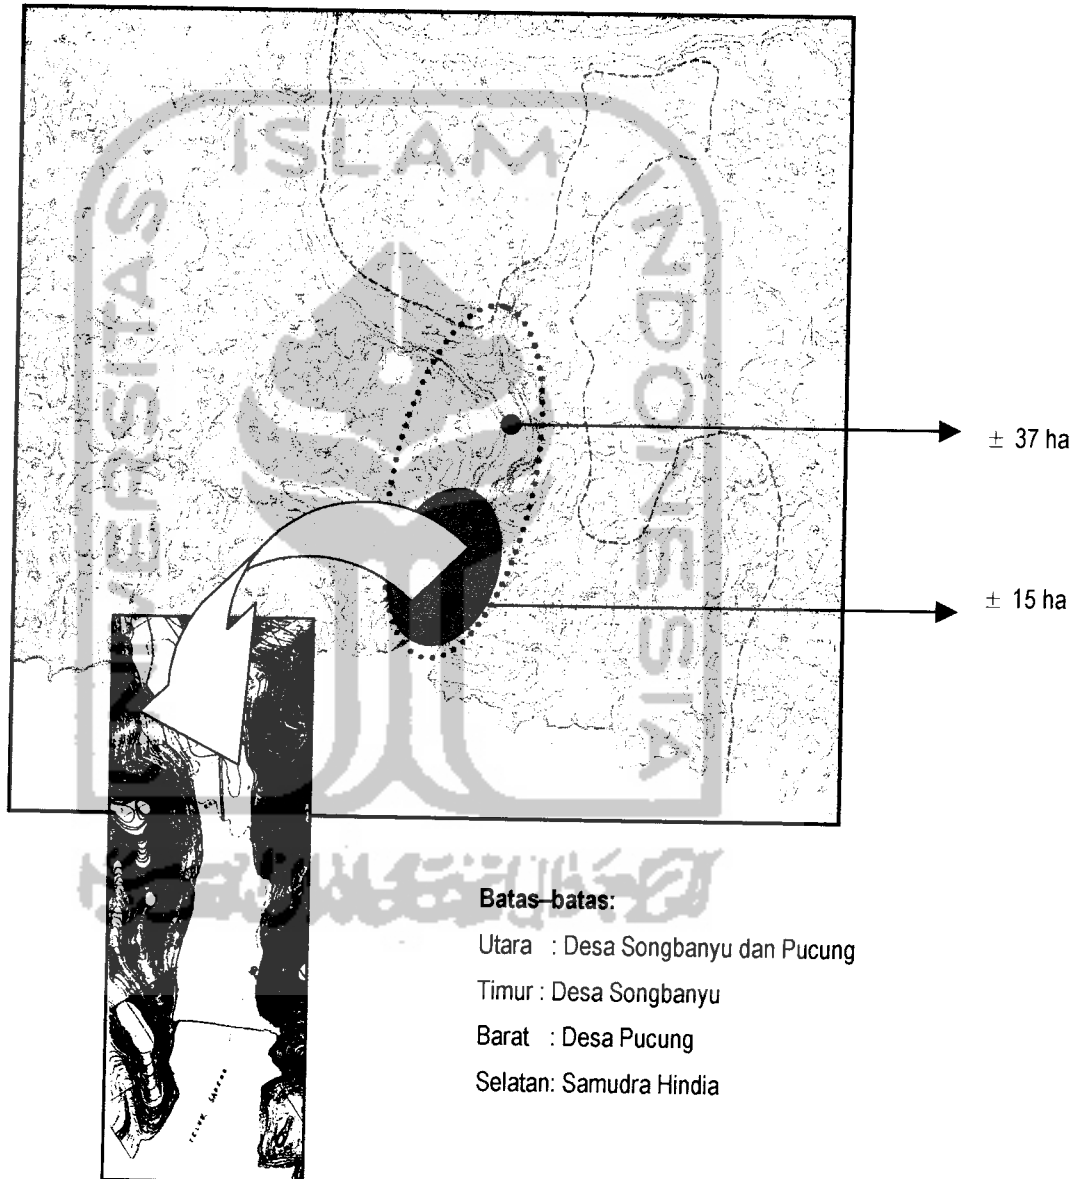 ISLAM
UNIVERSITAS
INDONESIA
± 37 ha
± 15 ha
Batas–batas:
Utara : Desa Songbanyu dan Pucung
Timur : Desa Songbanyu
Barat : Desa Pucung
Selatan: Samudra Hindia
TELUK